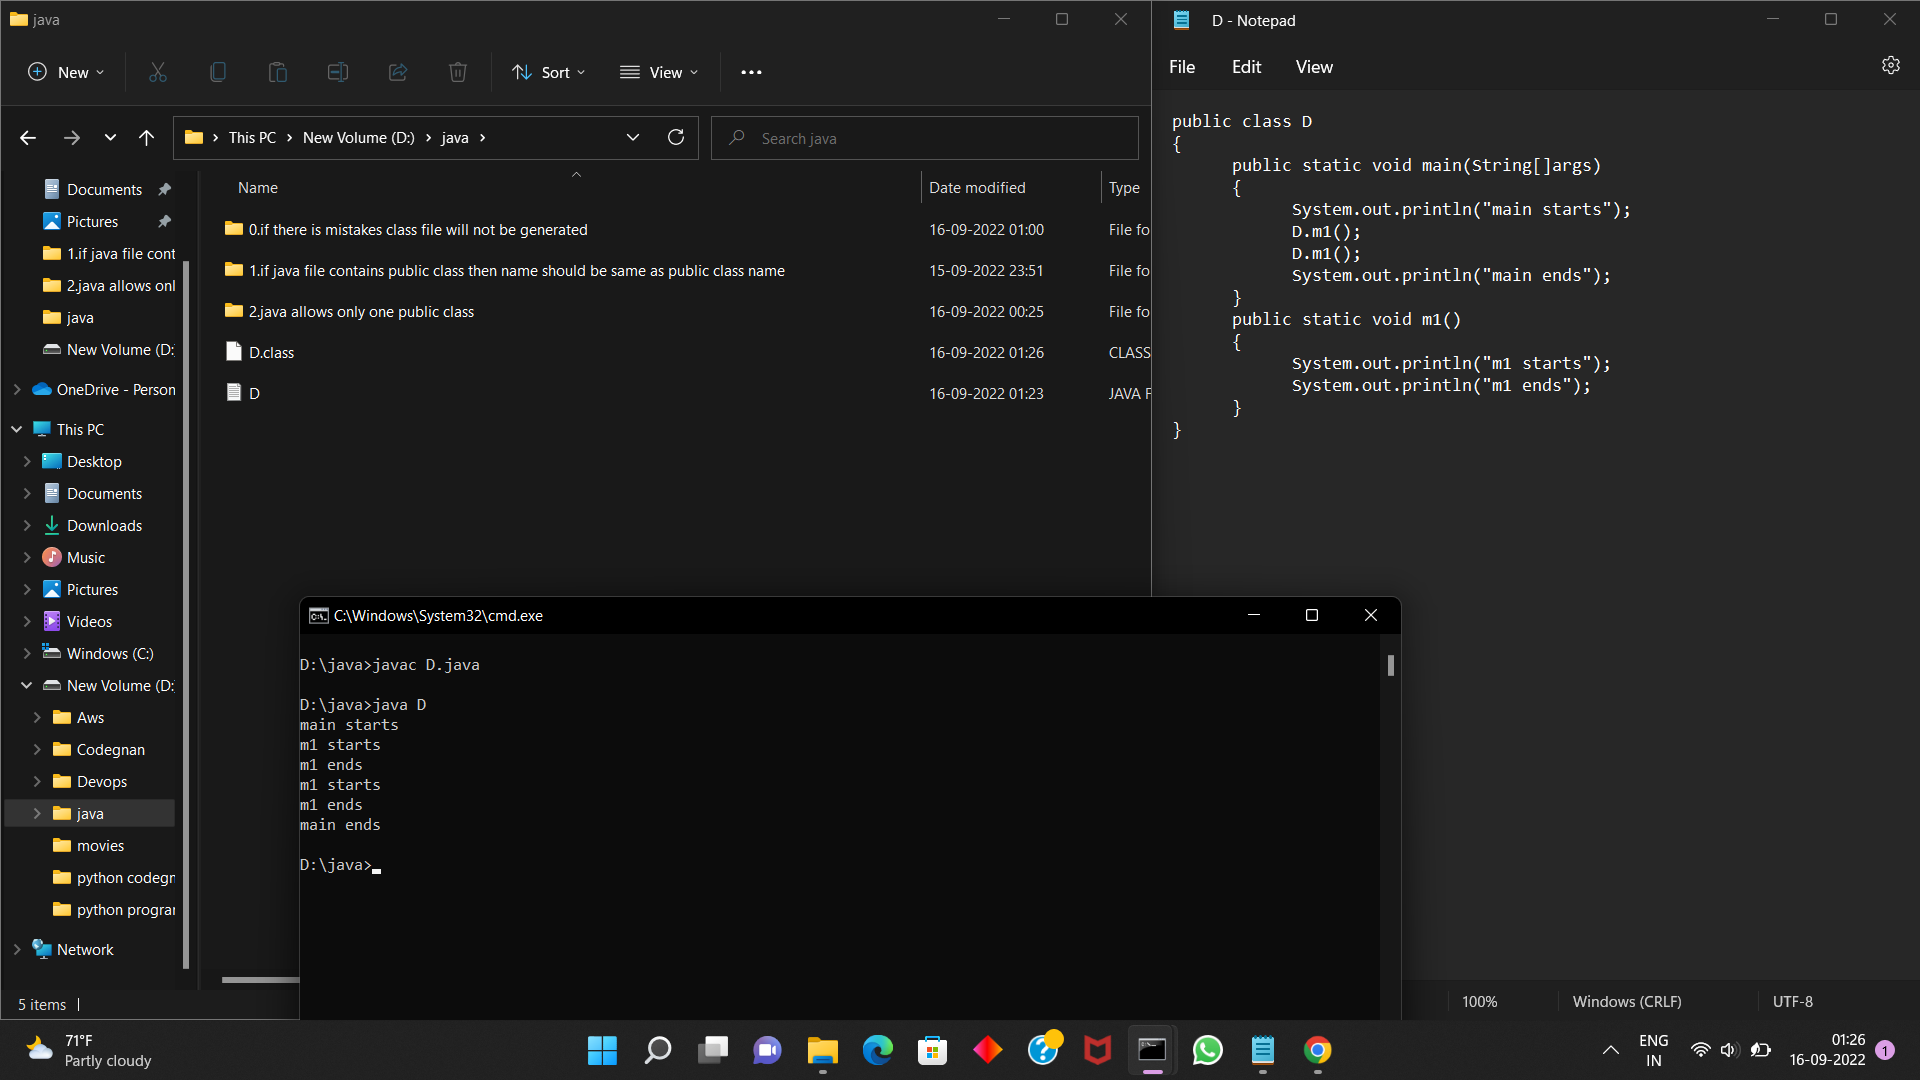 java
New
Sort
View
This PC
New Volume (D:)
java
Search java
Documents
Pictures
1.if java file cont
2.java allows onl
java
New Volume (D:
OneDrive - Person
This PC
Desktop
Documents
Downloads
Music
Pictures
Videos
Windows (C:)
New Volume (D:
Aws
Codegnan
Devops
java
movies
python codegn
python prograr
Network
Name Date modified Type
0.if there is mistakes class file will not be generated 16-09-2022 01:00 File fo
1.if java file contains public class then name should be same as public class name 15-09-2022 23:51 File fo
2.java allows only one public class 16-09-2022 00:25 File fo
D.class 16-09-2022 01:26 CLASS
D 16-09-2022 01:23 JAVA F
5 items
D - Notepad
File Edit View
public class D
{
public static void main(String[]args)
{
System.out.println("main starts");
D.m1();
D.m1();
System.out.println("main ends");
}
public static void m1()
{
System.out.println("m1 starts");
System.out.println("m1 ends");
}
}
100% Windows (CRLF) UTF-8
C:\Windows\System32\cmd.exe
D:\java>javac D.java
D:\java>java D
main starts
m1 starts
m1 ends
m1 starts
m1 ends
main ends
D:\java>
71°F
Partly cloudy
ENG
IN
01:26
16-09-2022
1